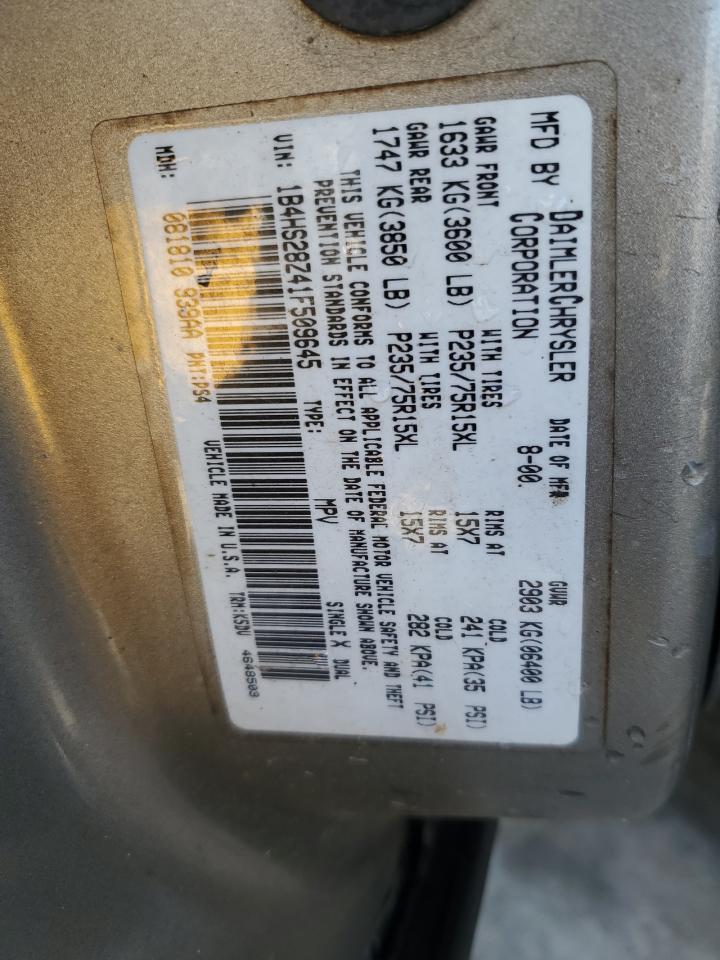 MFD BY DAIMLERCHRYSLER CORPORATION DATE OF MFR 8-00. GVWR 2903 KG(06400 LB)
GAWR FRONT WITH TIRES RIMS AT COLD
1633 KG(3600 LB) P235/75R15XL 15X7 241 KPA(35 PSI)
GAWR REAR WITH TIRES RIMS AT COLD
1747 KG(3850 LB) P235/75R15XL 15X7 282 KPA(41 PSI)
THIS VEHICLE CONFORMS TO ALL APPLICABLE FEDERAL MOTOR VEHICLE SAFETY AND THEFT
PREVENTION STANDARDS IN EFFECT ON THE DATE OF MANUFACTURE SHOWN ABOVE.
VIN: 1B4HS28Z41F509645 TYPE: MPV SINGLE X DUAL
MDH: 081810 939AA PNT:PS4 VEHICLE MADE IN U.S.A. TRM:K5DV 4648503